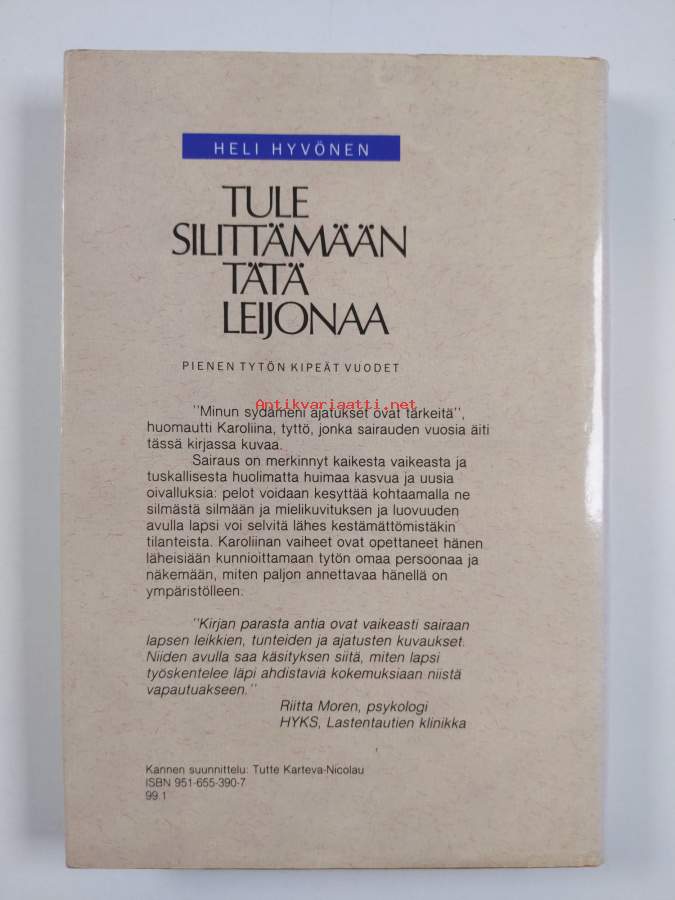 HELI HYVÖNEN
TULE
SILITTÄMÄÄN
TÄTÄ
LEIJONAA
PIENEN TYTÖN KIPEÄT VUODET
Antikvariaatti.net
"Minun sydämeni ajatukset ovat tärkeitä",
huomautti Karoliina, tyttö, jonka sairauden vuosia äiti
tässä kirjassa kuvaa.
Sairaus on merkinnyt kaikesta vaikeasta ja
tuskallisesta huolimatta huimaa kasvua ja uusia
oivalluksia: pelot voidaan kesyttää kohtaamalla ne
silmästä silmään ja mielikuvituksen ja luovuuden
avulla lapsi voi selvitä lähes kestämättömistäkin
tilanteista. Karoliinan vaiheet ovat opettaneet hänen
läheisiään kunnioittamaan tytön omaa persoonaa ja
näkemään, miten paljon annettavaa hänellä on
ympäristölleen.
"Kirjan parasta antia ovat vaikeasti sairaan
lapsen leikkien, tunteiden ja ajatusten kuvaukset.
Niiden avulla saa käsityksen siitä, miten lapsi
työskentelee läpi ahdistavia kokemuksiaan niistä
vapautuakseen."
Riitta Moren, psykologi
HYKS, Lastentautien klinikka
Kannen suunnittelu: Tutte Karteva-Nicolau
ISBN 951-655-390-7
99.1